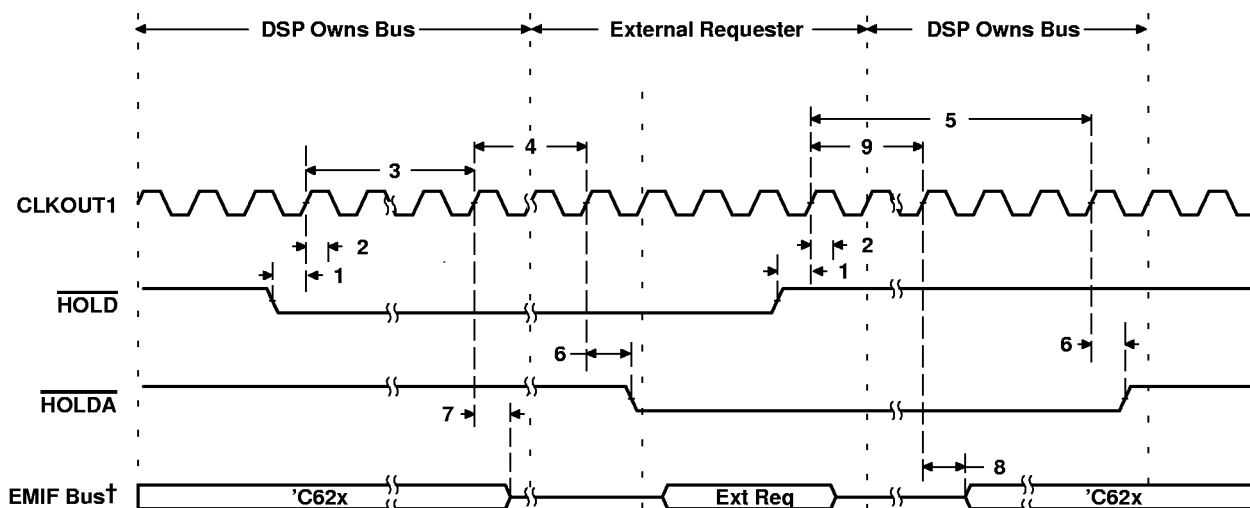 DSP Owns Bus External Requester DSP Owns Bus
5
4 9
3
CLKOUT1
2 2
1 1
HOLD
6 6
HOLDA
7
8
EMIF Bus† 'C62x Ext Req 'C62x